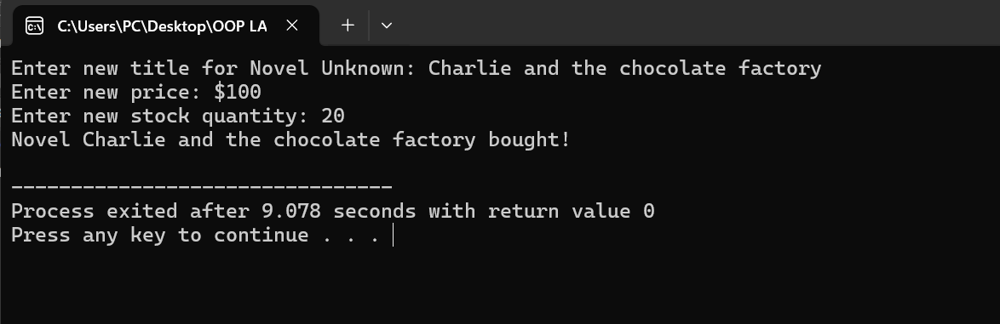 C:\Users\PC\Desktop\OOP LA
Enter new title for Novel Unknown: Charlie and the chocolate factory
Enter new price: $100
Enter new stock quantity: 20
Novel Charlie and the chocolate factory bought!
--------------------------------
Process exited after 9.078 seconds with return value 0
Press any key to continue . . .